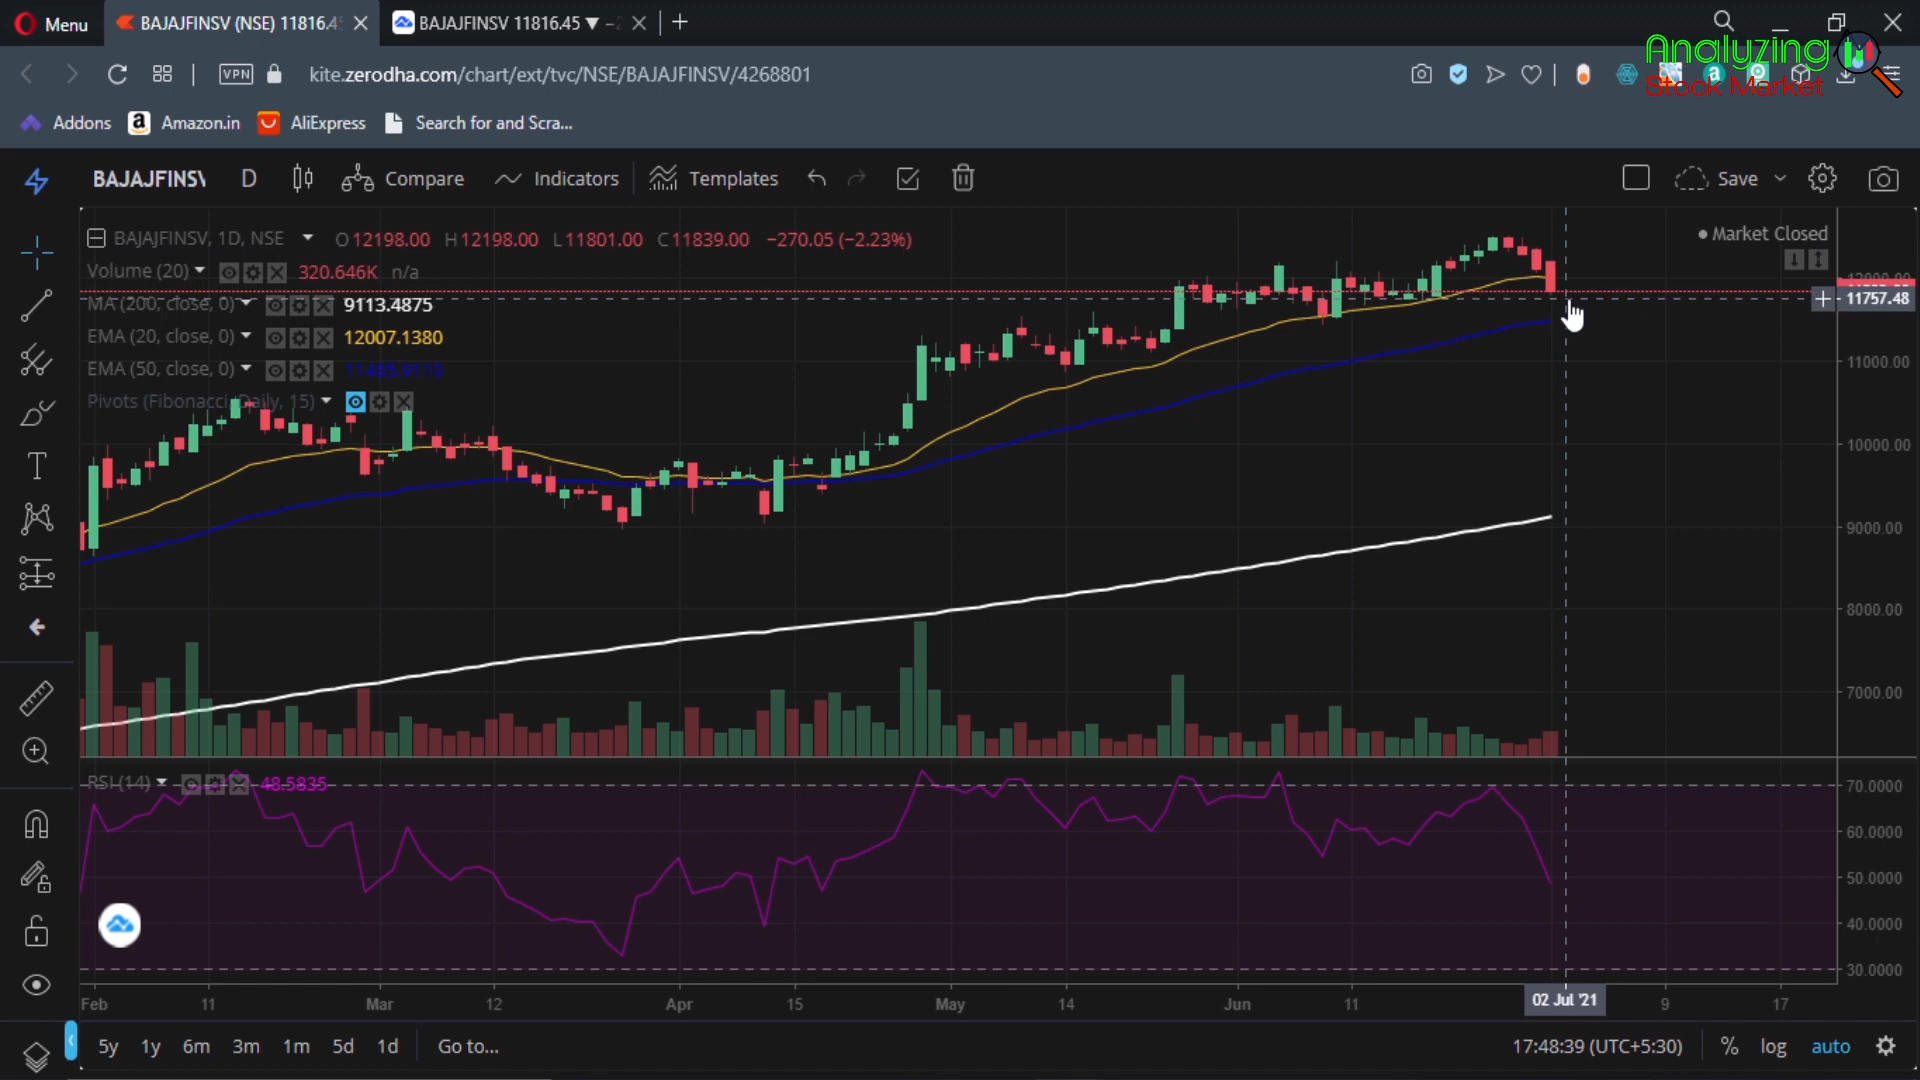 Menu
BAJAJFINSV (NSE) 11816.45
BAJAJFINSV 11816.45 ▼ −2
Analyzing
Stock Market
VPN
kite.zerodha.com/chart/ext/tvc/NSE/BAJAJFINSV/4268801
Addons
Amazon.in
AliExpress
Search for and Scra...
BAJAJFINSV
D
Compare
Indicators
Templates
Save
BAJAJFINSV, 1D, NSE
O12198.00 H12198.00 L11801.00 C11839.00 −270.05 (−2.23%)
Market Closed
Volume (20)
320.646K n/a
MA (200, close, 0)
9113.4875
11757.48
EMA (20, close, 0)
12007.1380
EMA (50, close, 0)
11000.00
Pivots (Fibonacci, Daily, 15)
10000.00
9000.00
8000.00
7000.00
RSI (14)
48.5835
70.0000
60.0000
50.0000
40.0000
30.0000
Feb 11 Mar 12 Apr 15 May 14 Jun 11 02 Jul '21 9 17
5y 1y 6m 3m 1m 5d 1d Go to...
17:48:39 (UTC+5:30) % log auto